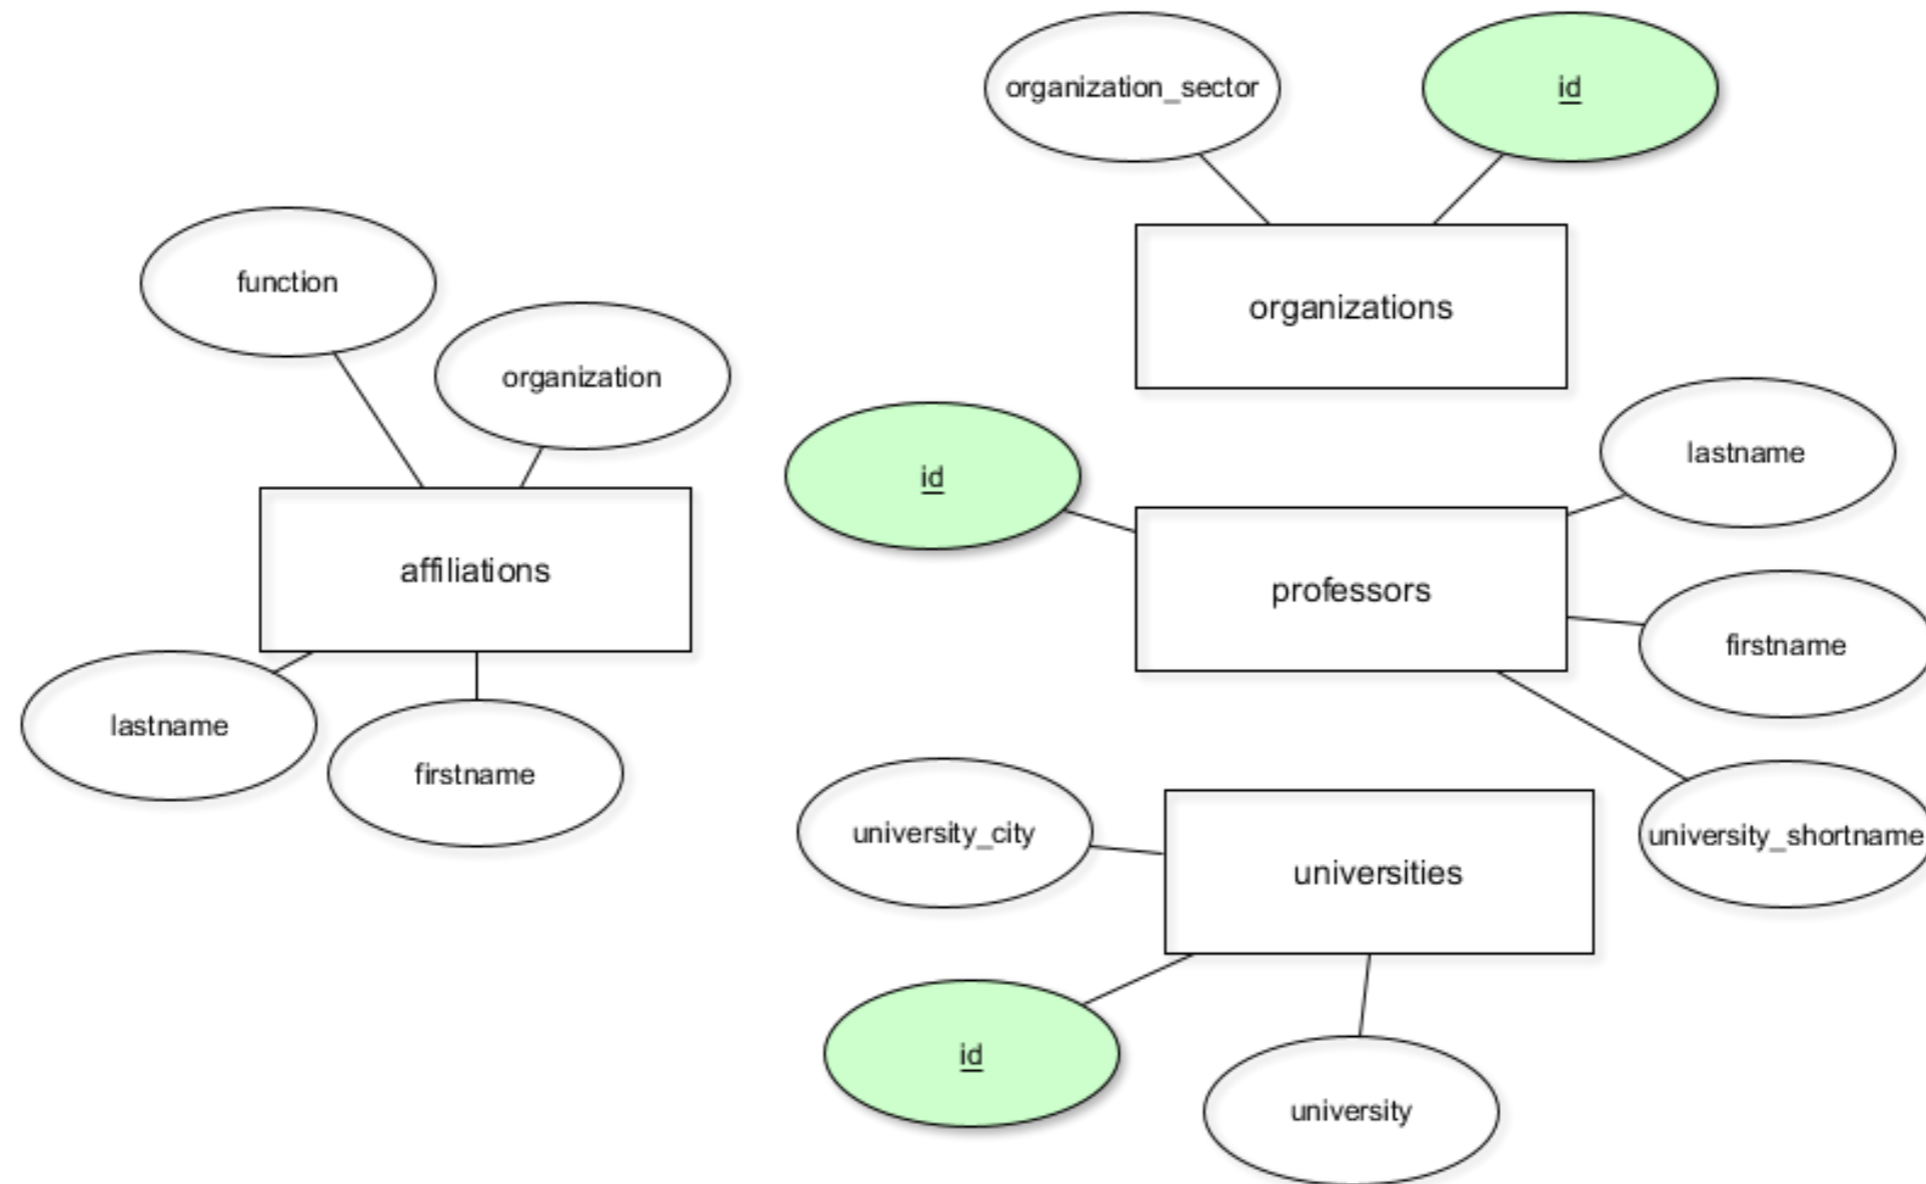 organization_sector
id
function
organization
organizations
affiliations
lastname
firstname
id
lastname
professors
firstname
university_shortname
university_city
universities
id
university